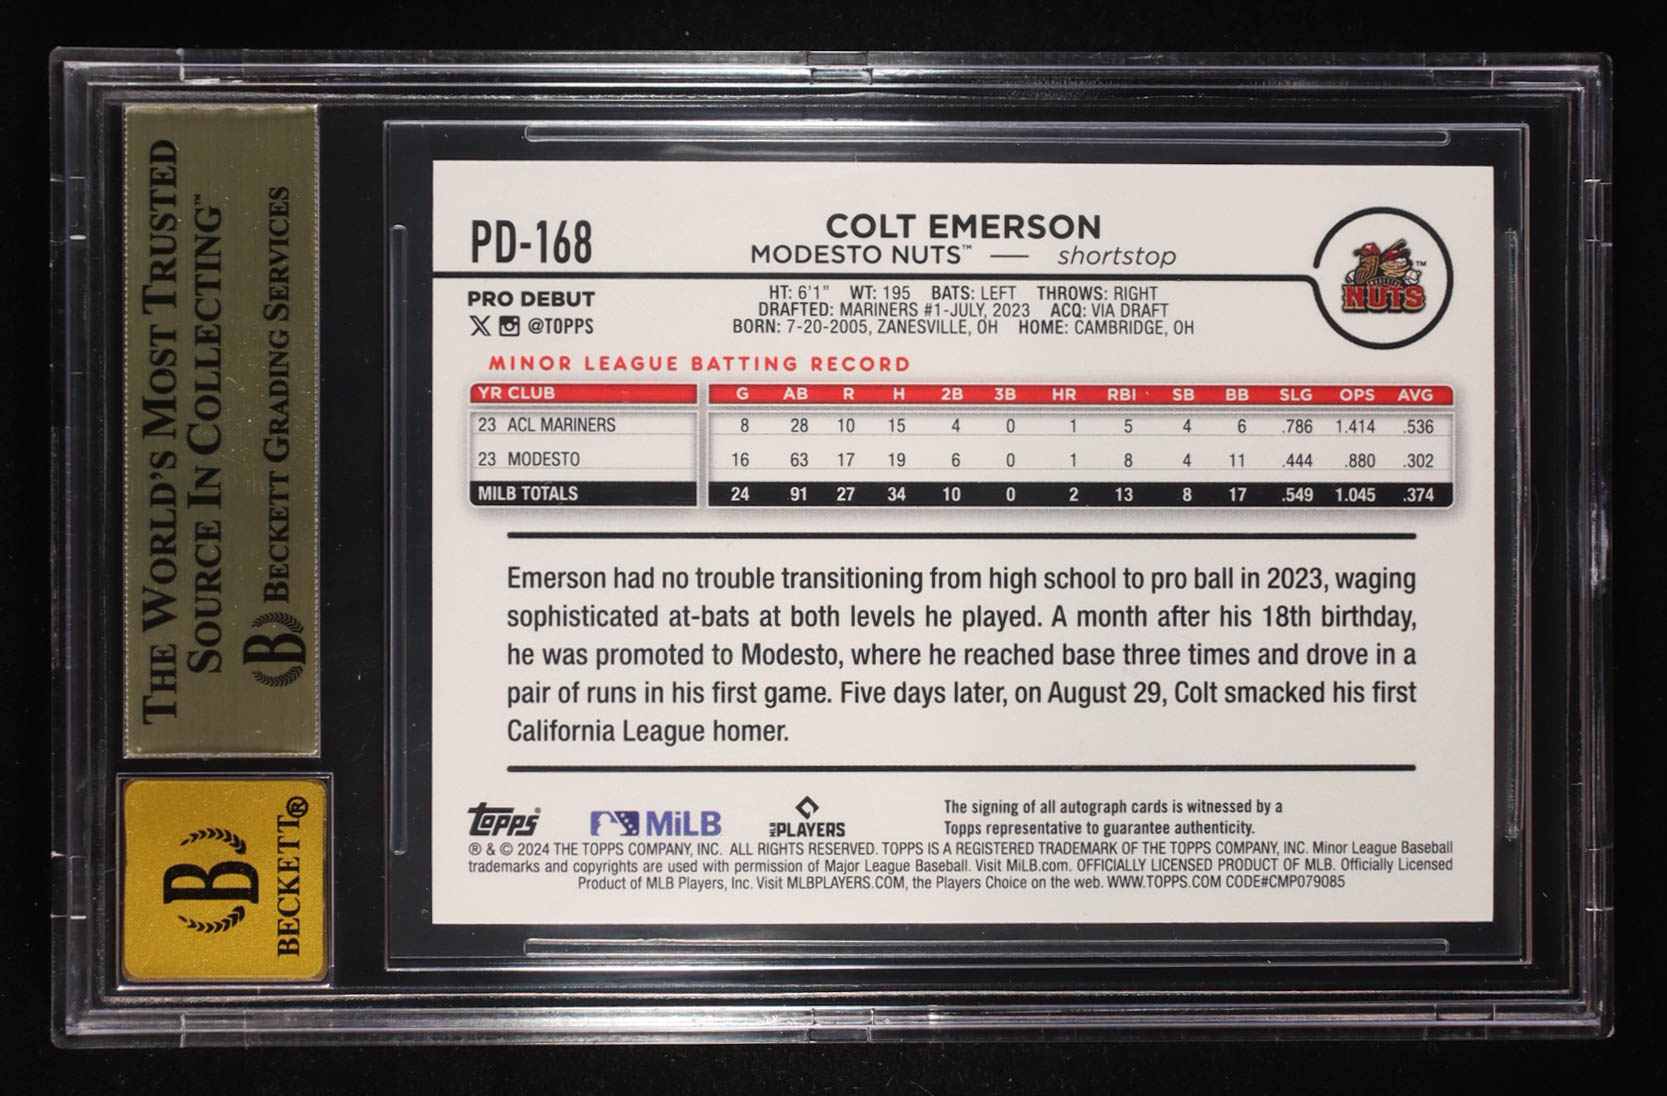 THE WORLD'S MOST TRUSTED
SOURCE IN COLLECTING™
B BECKETT GRADING SERVICES
B
BECKETT®
PD-168
COLT EMERSON
MODESTO NUTS™ — shortstop
NUTS™
PRO DEBUT
X @TOPPS
HT: 6'1" WT: 195 BATS: LEFT THROWS: RIGHT
DRAFTED: MARINERS #1-JULY, 2023 ACQ: VIA DRAFT
BORN: 7-20-2005, ZANESVILLE, OH HOME: CAMBRIDGE, OH
MINOR LEAGUE BATTING RECORD
YR CLUB G AB R H 2B 3B HR RBI SB BB SLG OPS AVG
23 ACL MARINERS 8 28 10 15 4 0 1 5 4 6 .786 1.414 .536
23 MODESTO 16 63 17 19 6 0 1 8 4 11 .444 .880 .302
MILB TOTALS 24 91 27 34 10 0 2 13 8 17 .549 1.045 .374
Emerson had no trouble transitioning from high school to pro ball in 2023, waging
sophisticated at-bats at both levels he played. A month after his 18th birthday,
he was promoted to Modesto, where he reached base three times and drove in a
pair of runs in his first game. Five days later, on August 29, Colt smacked his first
California League homer.
Topps® MiLB MLB PLAYERS
The signing of all autograph cards is witnessed by a
Topps representative to guarantee authenticity.
® & © 2024 THE TOPPS COMPANY, INC. ALL RIGHTS RESERVED. TOPPS IS A REGISTERED TRADEMARK OF THE TOPPS COMPANY, INC. Minor League Baseball
trademarks and copyrights are used with permission of Major League Baseball. Visit MiLB.com. OFFICIALLY LICENSED PRODUCT OF MLB. Officially Licensed
Product of MLB Players, Inc. Visit MLBPLAYERS.COM, the Players Choice on the web. WWW.TOPPS.COM CODE#CMP079085